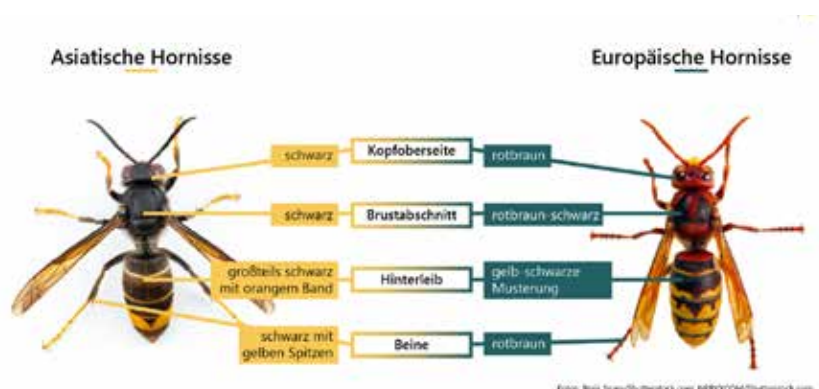 Asiatische Hornisse
Europäische Hornisse
schwarz
Kopfoberseite
rotbraun
schwarz
Brustabschnitt
rotbraun-schwarz
großteils schwarz
mit orangem Band
Hinterleib
gelb-schwarze
Musterung
schwarz mit
gelben Spitzen
Beine
rotbraun